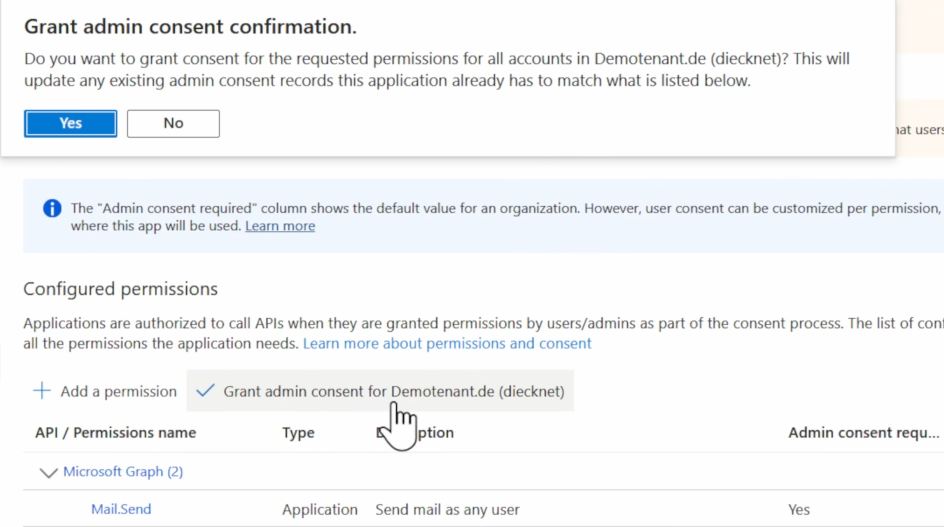 Grant admin consent confirmation.
Do you want to grant consent for the requested permissions for all accounts in Demotenant.de (diecknet)? This will
update any existing admin consent records this application already has to match what is listed below.
Yes No
users
The "Admin consent required" column shows the default value for an organization. However, user consent can be customized per permission,
where this app will be used. Learn more
Configured permissions
Applications are authorized to call APIs when they are granted permissions by users/admins as part of the consent process. The list of
all the permissions the application needs. Learn more about permissions and consent
Add a permission Grant admin consent for Demotenant.de (diecknet)
API / Permissions name Type Admin consent requ...
Microsoft Graph (2)
Mail.Send Application Send mail as any user Yes